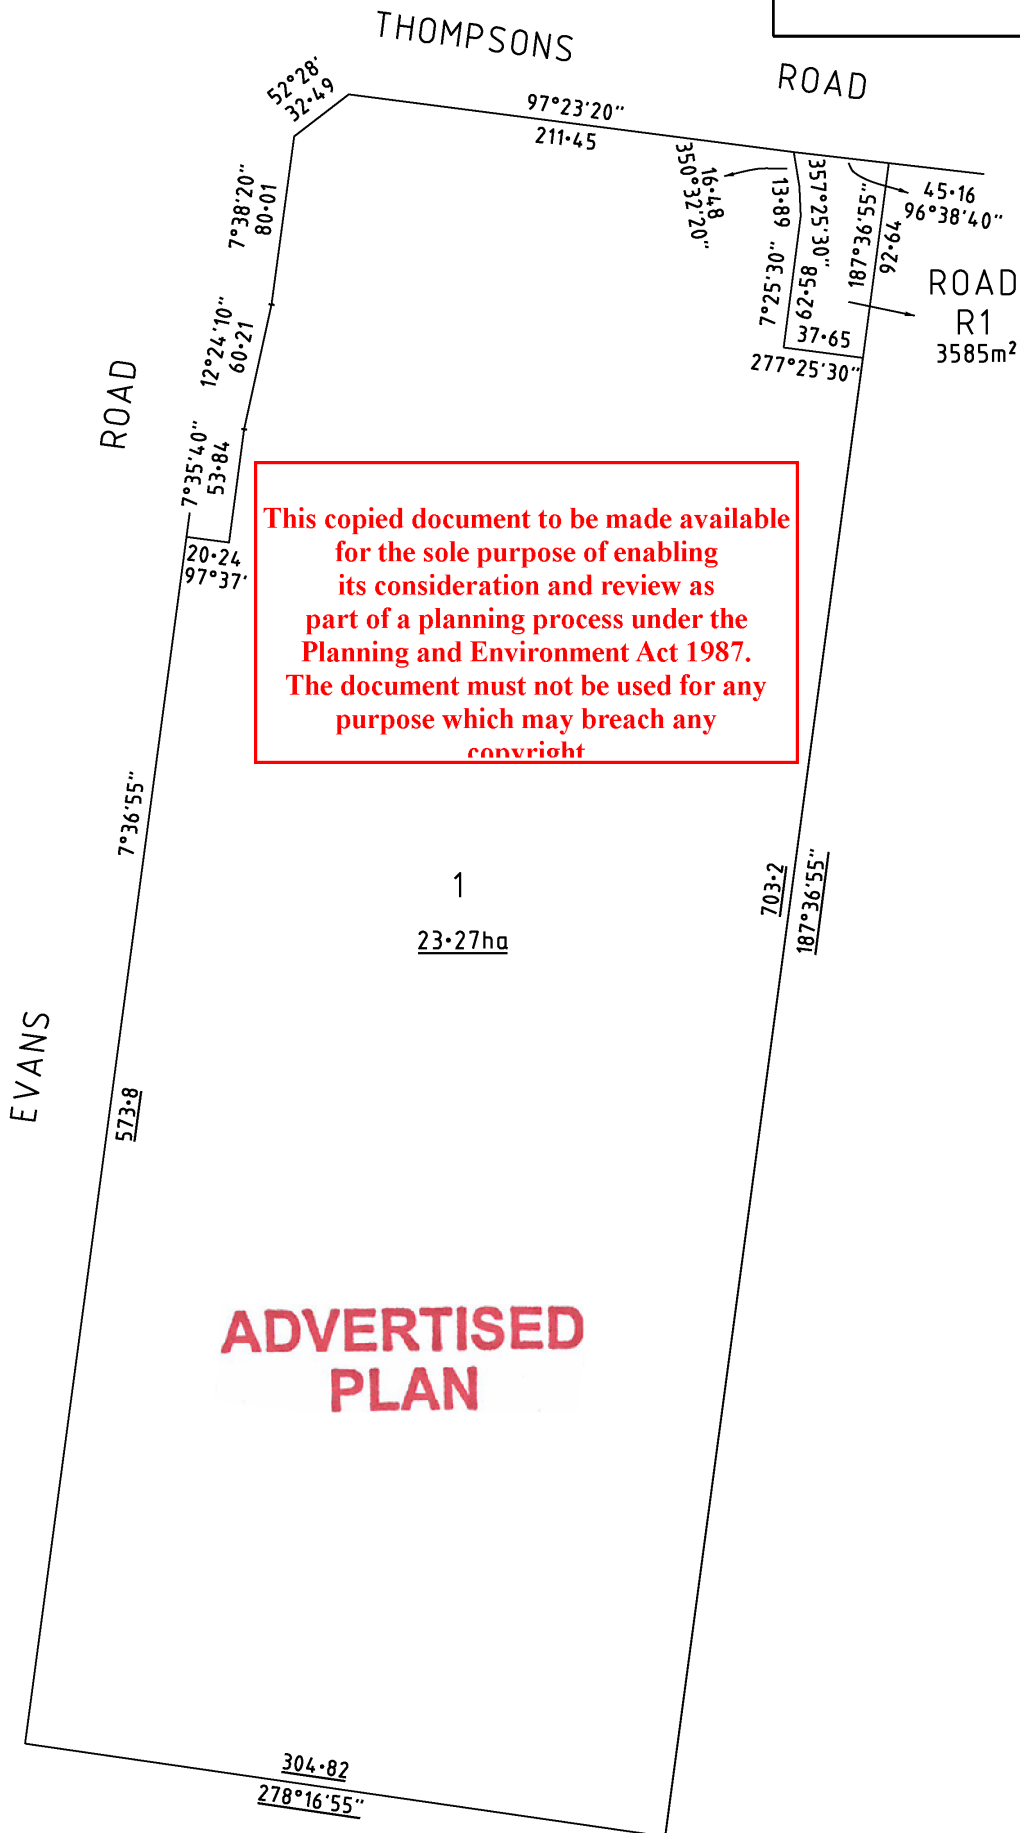 THOMPSONS
ROAD
52°28'
32·49
97°23'20"
211·45
7°38'20"
80·01
350°32'20"
16·48
13·89
357°25'30"
187°36'55"
92·64
45·16
96°38'40"
ROAD
R1
3585m²
7°25'30"
62·58
37·65
277°25'30"
12°24'10"
60·21
ROAD
7°35'40"
53·84
20·24
97°37'
This copied document to be made available
for the sole purpose of enabling
its consideration and review as
part of a planning process under the
Planning and Environment Act 1987.
The document must not be used for any
purpose which may breach any
copyright
7°36'55"
1
23·27ha
703·2
187°36'55"
EVANS
573·8
ADVERTISED
PLAN
304·82
278°16'55"